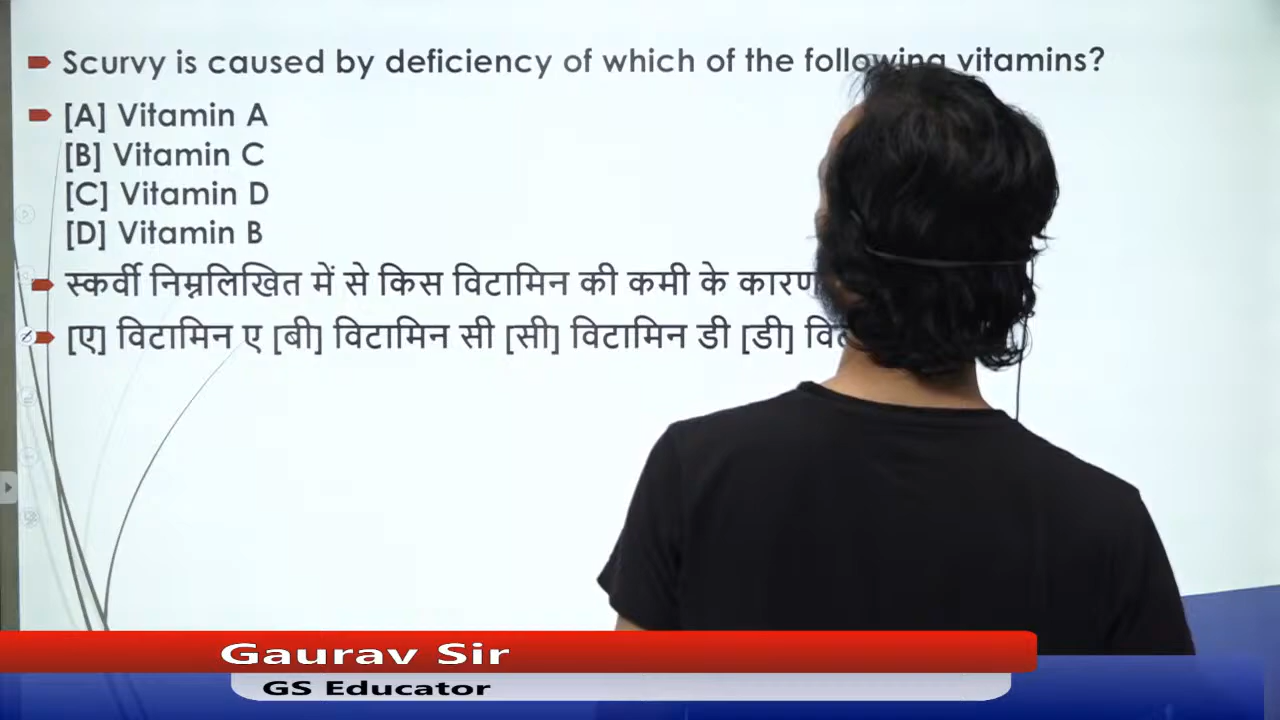 Scurvy is caused by deficiency of which of the following vitamins?
[A] Vitamin A
[B] Vitamin C
[C] Vitamin D
[D] Vitamin B
स्कर्वी निम्नलिखित में से किस विटामिन की कमी के कारण
[ए] विटामिन ए [बी] विटामिन सी [सी] विटामिन डी [डी]
Gaurav Sir
GS Educator